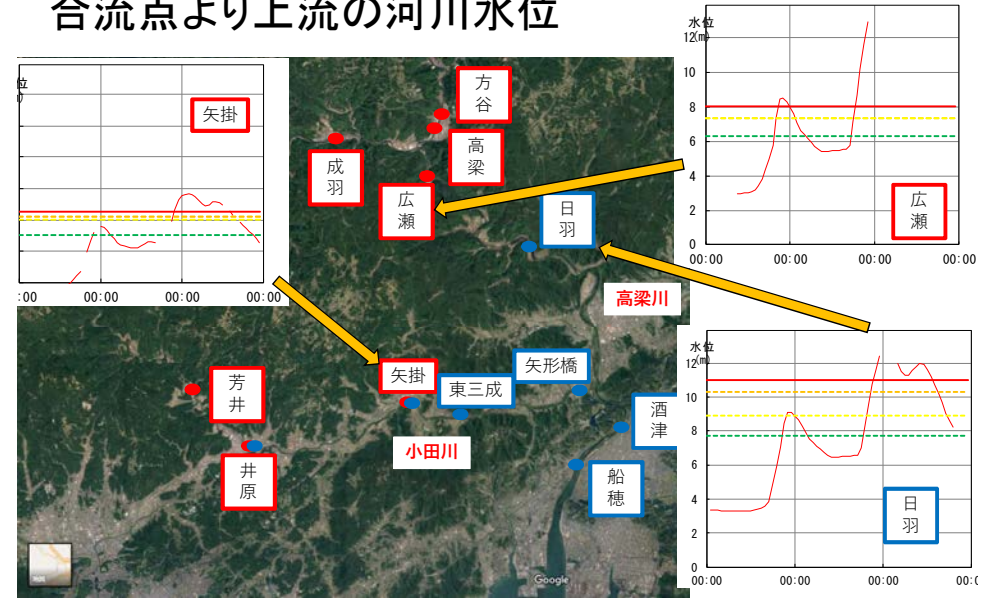 合流点より上流の河川水位
位
矢掛
:00
00:00
00:00
00:00
方谷
高梁
成羽
広瀬
日羽
高梁川
芳井
井原
矢掛
東三成
矢形橋
小田川
酒津
船穂
Google
水位
12(m)
10
8
6
4
2
0
00:00
00:00
00:00
00:00
広瀬
水位
12(m)
10
8
6
4
2
0
00:00
00:00
00:00
00:0
日羽